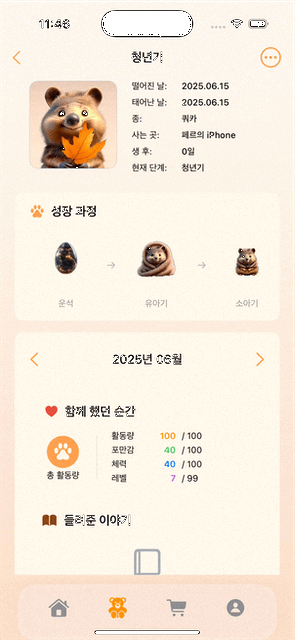 11:46
청년기
떨어진 날: 2025.06.15
태어난 날: 2025.06.15
종: 쿼카
사는 곳: 페르의 iPhone
생 후: 0일
현재 단계: 청년기
성장 과정
운석 → 유아기 → 소아기
2025년 06월
함께 했던 순간
활동량 100 / 100
포만감 40 / 100
체력 40 / 100
레벨 7 / 99
총 활동량
들려준 이야기